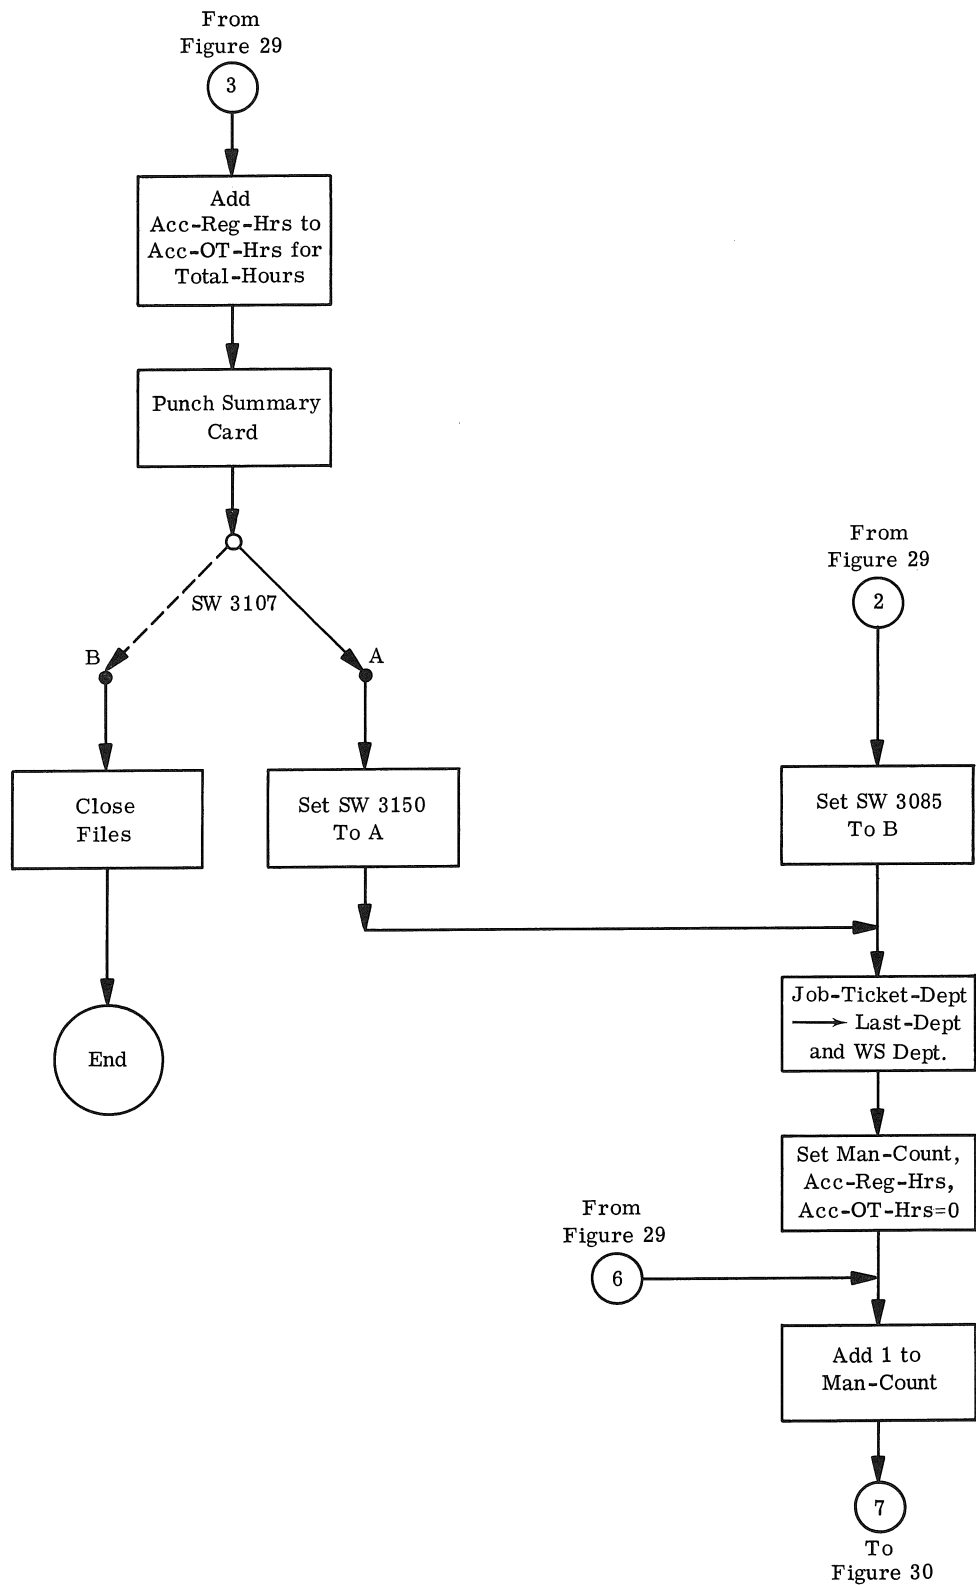 From
Figure 29
3
Add
Acc-Reg-Hrs to
Acc-OT-Hrs for
Total-Hours
Punch Summary
Card
SW 3107
B
A
Close
Files
Set SW 3150
To A
End
From
Figure 29
2
Set SW 3085
To B
Job-Ticket-Dept
→ Last-Dept
and WS Dept.
Set Man-Count,
Acc-Reg-Hrs,
Acc-OT-Hrs=0
From
Figure 29
6
Add 1 to
Man-Count
7
To
Figure 30